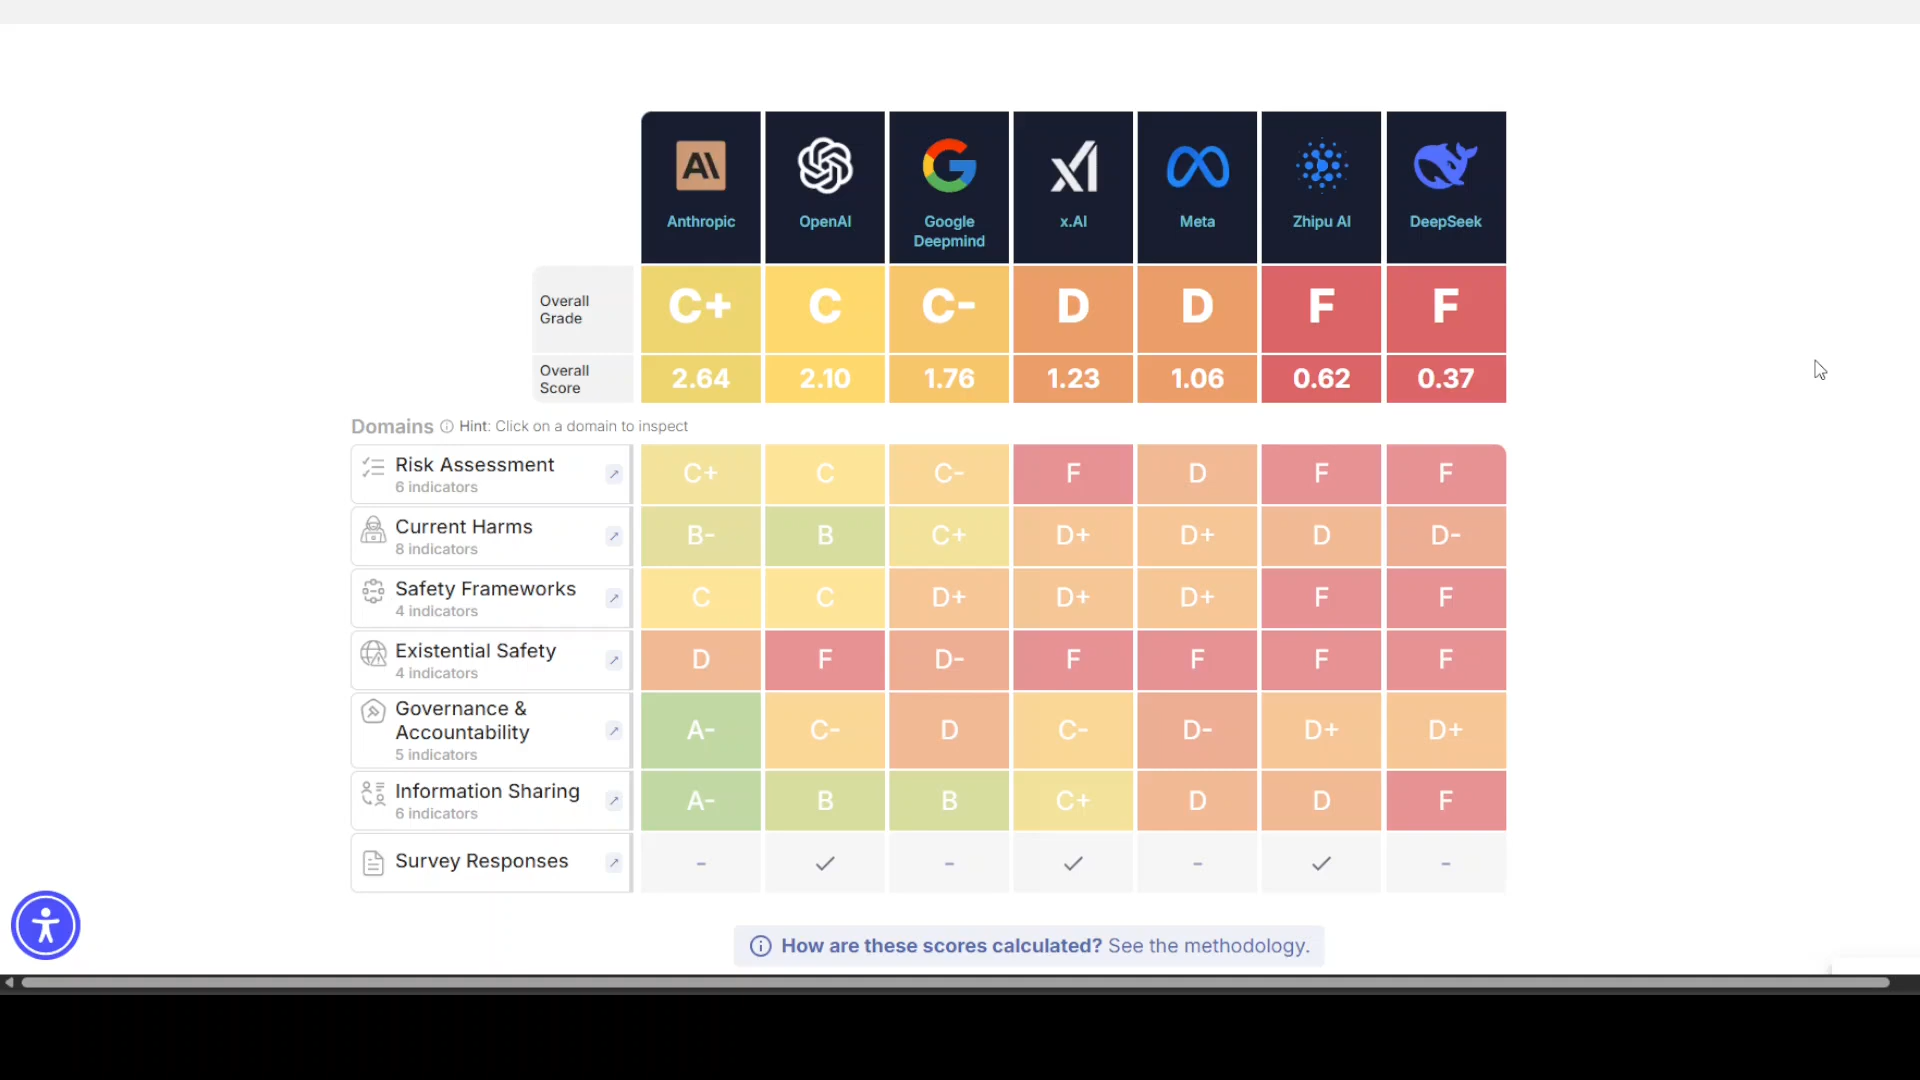 Anthropic
OpenAI
Google
Deepmind
x.AI
Meta
Zhipu AI
DeepSeek
Overall
Grade
C+
C
C-
D
D
F
F
Overall
Score
2.64
2.10
1.76
1.23
1.06
0.62
0.37
Domains Hint: Click on a domain to inspect
Risk Assessment
6 indicators
C+
C
C-
F
D
F
F
Current Harms
8 indicators
B-
B
C+
D+
D+
D
D-
Safety Frameworks
4 indicators
C
C
D+
D+
D+
F
F
Existential Safety
4 indicators
D
F
D-
F
F
F
F
Governance &
Accountability
5 indicators
A-
C-
D
C-
D-
D+
D+
Information Sharing
6 indicators
A-
B
B
C+
D
D
F
Survey Responses
-
✓
-
✓
-
✓
-
How are these scores calculated? See the methodology.